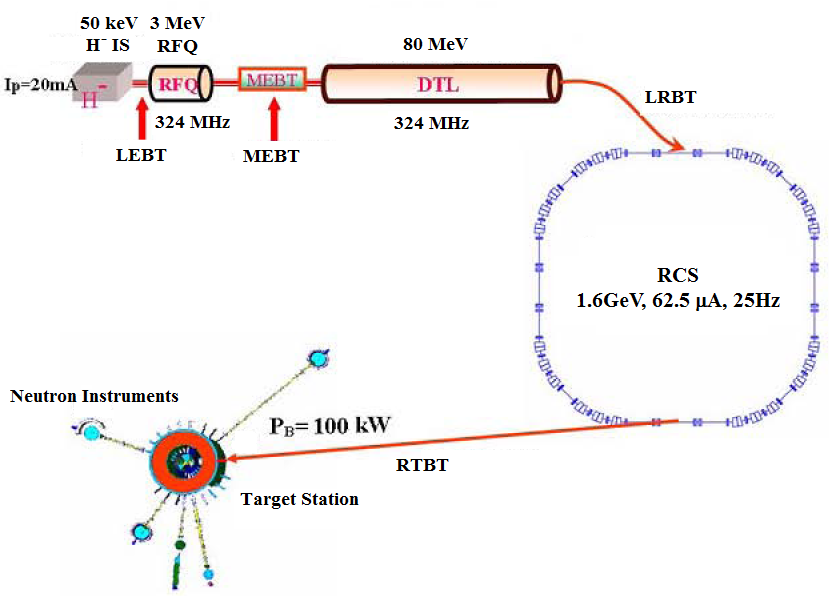 50 keV 3 MeV
H⁻ IS RFQ
80 MeV
Ip=20mA
H⁻
RFQ
MEBT
DTL
LRBT
324 MHz
324 MHz
LEBT
MEBT
RCS
1.6GeV, 62.5 μA, 25Hz
Neutron Instruments
P_B= 100 kW
RTBT
Target Station